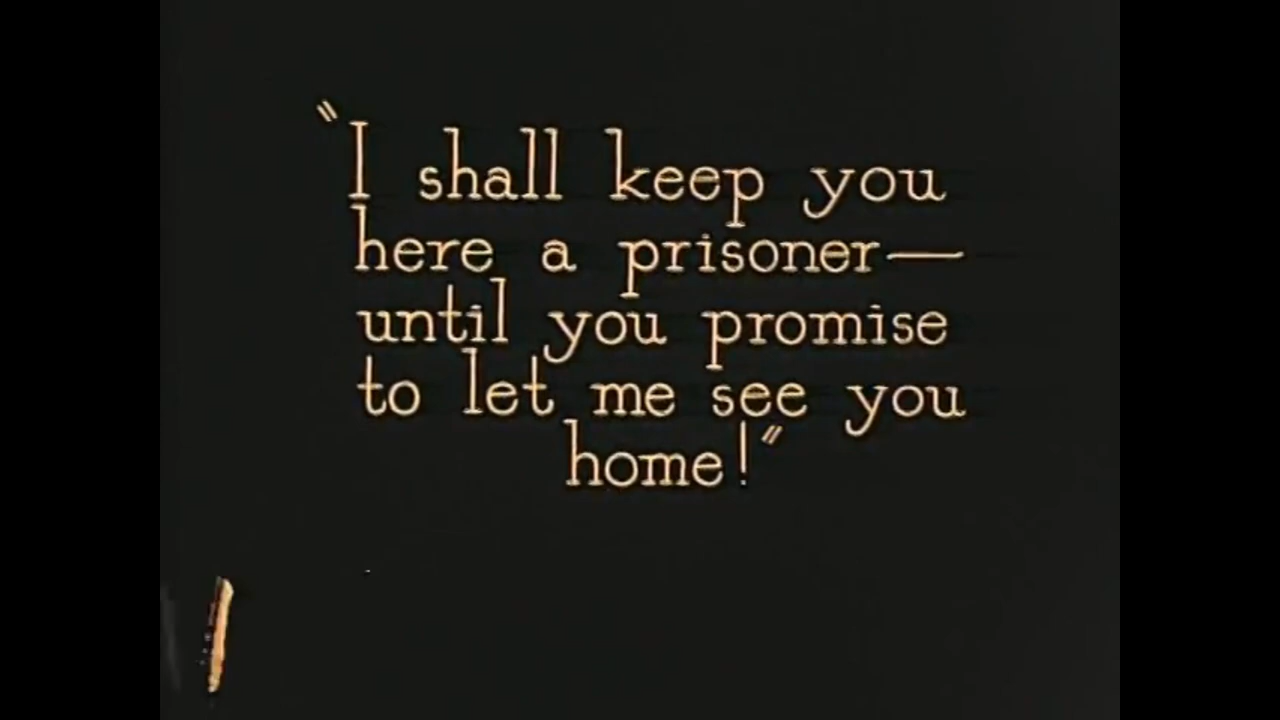 "I shall keep you
here a prisoner—
until you promise
to let me see you
home!"